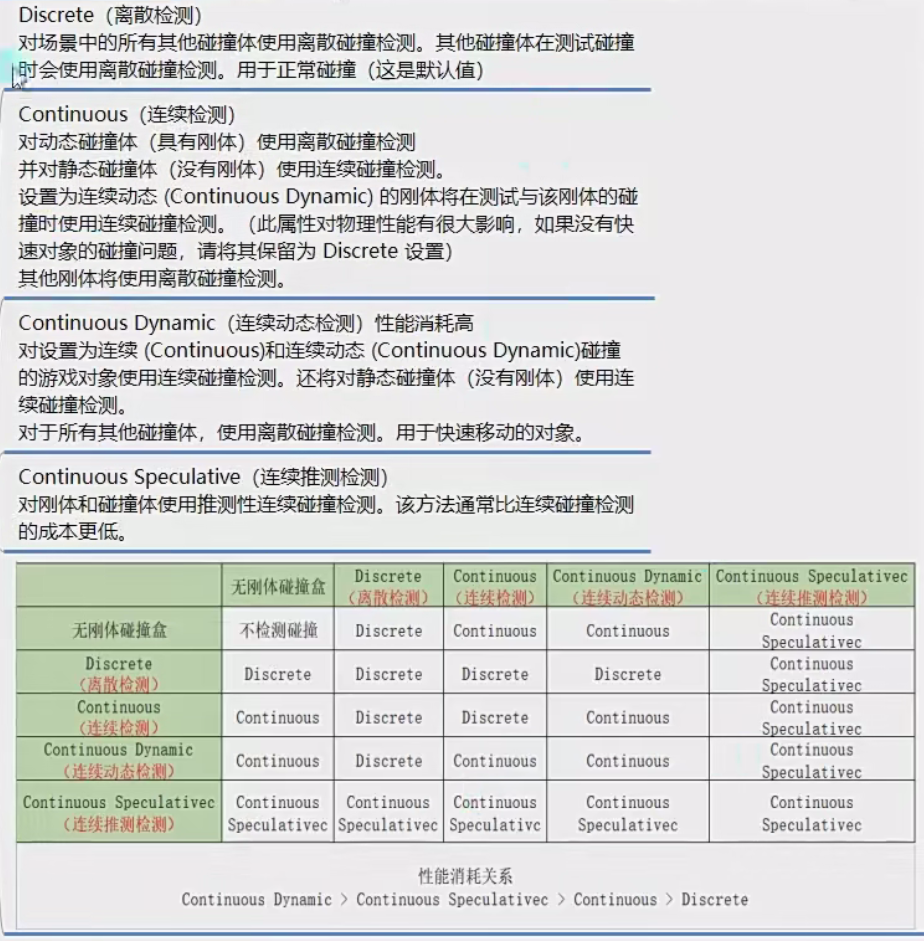 Discrete（离散检测）
对场景中的所有其他碰撞体使用离散碰撞检测。其他碰撞体在测试碰撞
时会使用离散碰撞检测。用于正常碰撞（这是默认值）
Continuous（连续检测）
对动态碰撞体（具有刚体）使用离散碰撞检测
并对静态碰撞体（没有刚体）使用连续碰撞检测。
设置为连续动态 (Continuous Dynamic) 的刚体将在测试与该刚体的碰
撞时使用连续碰撞检测。（此属性对物理性能有很大影响，如果没有快
速对象的碰撞问题，请将其保留为 Discrete 设置）
其他刚体将使用离散碰撞检测。
Continuous Dynamic（连续动态检测）性能消耗高
对设置为连续 (Continuous)和连续动态 (Continuous Dynamic)碰撞
的游戏对象使用连续碰撞检测。还将对静态碰撞体（没有刚体）使用连
续碰撞检测。
对于所有其他碰撞体，使用离散碰撞检测。用于快速移动的对象。
Continuous Speculative（连续推测检测）
对刚体和碰撞体使用推测性连续碰撞检测。该方法通常比连续碰撞检测
的成本更低。
无刚体碰撞盒 Discrete Continuous Continuous Dynamic Continuous Speculativec
（离散检测） （连续检测） （连续动态检测） （连续推测检测）
无刚体碰撞盒 不检测碰撞 Discrete Continuous Continuous Continuous
Speculativec
Discrete Continuous
（离散检测） Discrete Discrete Discrete Discrete Speculativec
Continuous Continuous
（连续检测） Continuous Discrete Discrete Continuous Speculativec
Continuous Dynamic Continuous
（连续动态检测） Continuous Discrete Continuous Continuous Speculativec
Continuous Speculativec Continuous Continuous Continuous Continuous Continuous
（连续推测检测） Speculativec Speculativec Speculativc Speculativec Speculativec
性能消耗关系
Continuous Dynamic > Continuous Speculativec > Continuous > Discrete